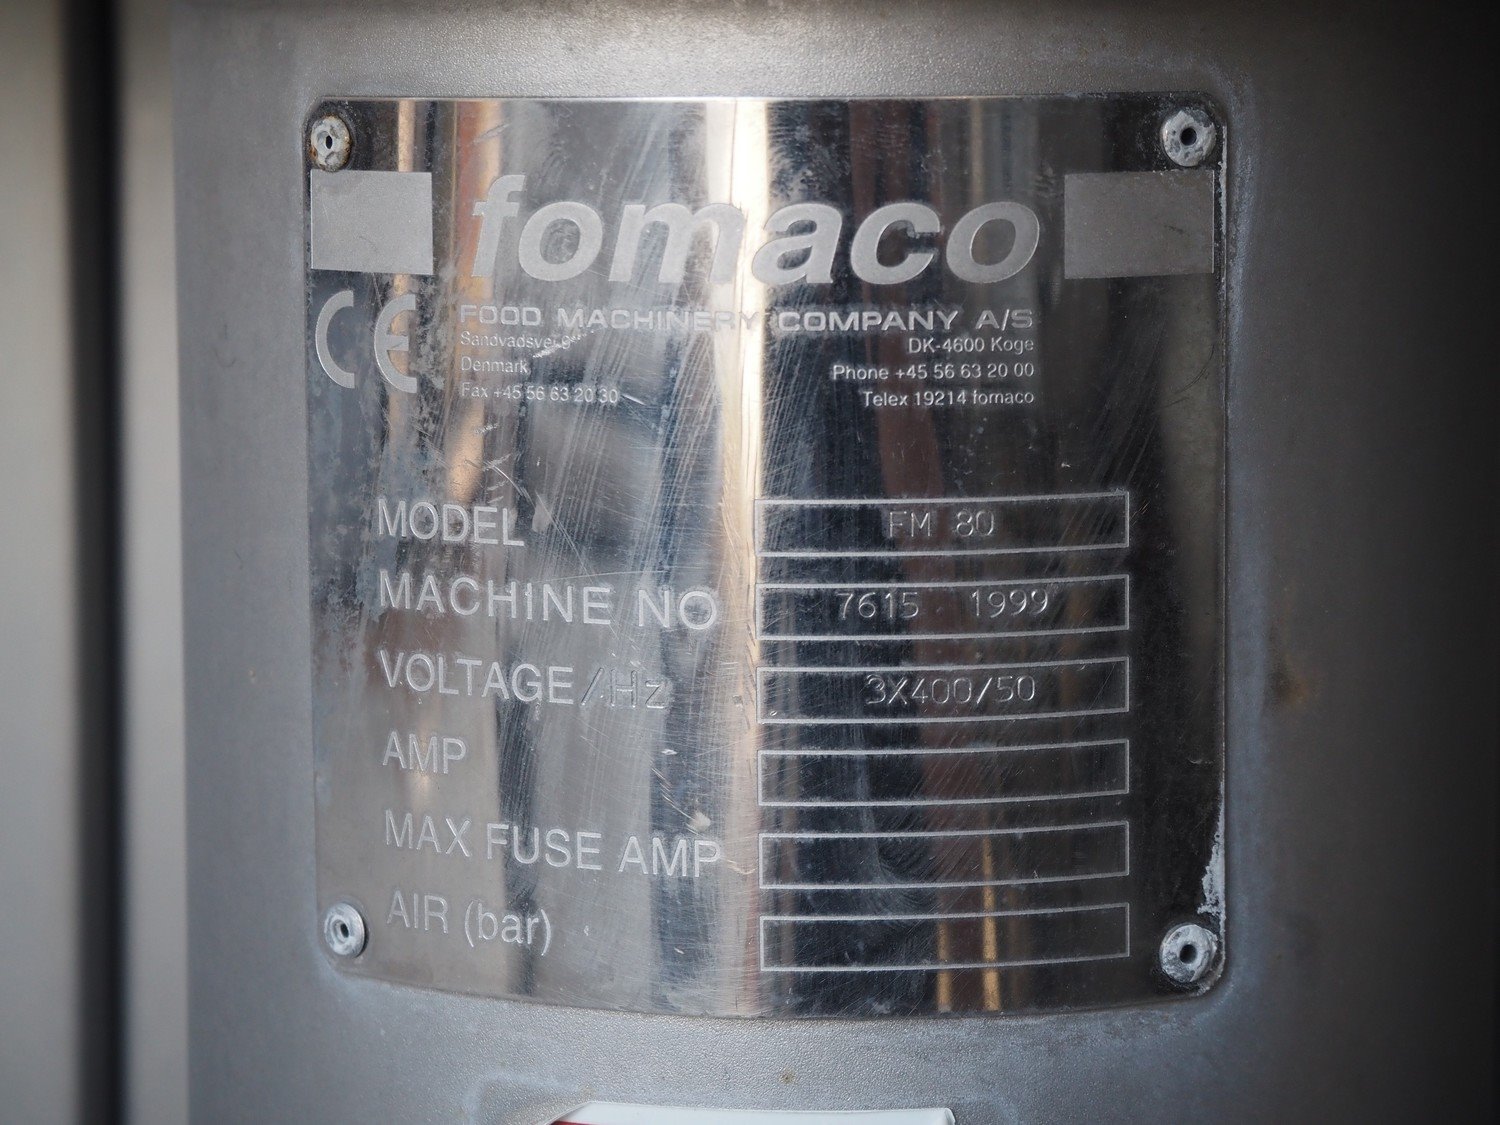 fomaco
CE
FOOD MACHINERY COMPANY A/S
Sandvadsvej 9 DK-4600 Koge
Denmark Phone +45 56 63 20 00
Fax +45 56 63 20 30 Telex 19214 fomaco
MODEL FM 80
MACHINE NO 7615 1999
VOLTAGE/Hz 3X400/50
AMP
MAX FUSE AMP
AIR (bar)